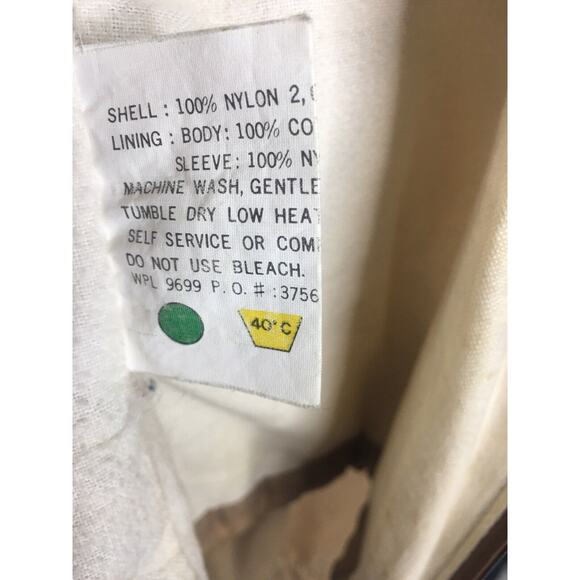 SHELL : 100% NYLON 2,
LINING : BODY: 100% CO
SLEEVE: 100% NY
MACHINE WASH, GENTLE
TUMBLE DRY LOW HEAT
SELF SERVICE OR COM
DO NOT USE BLEACH.
WPL 9699 P. O. # :3756
40°C